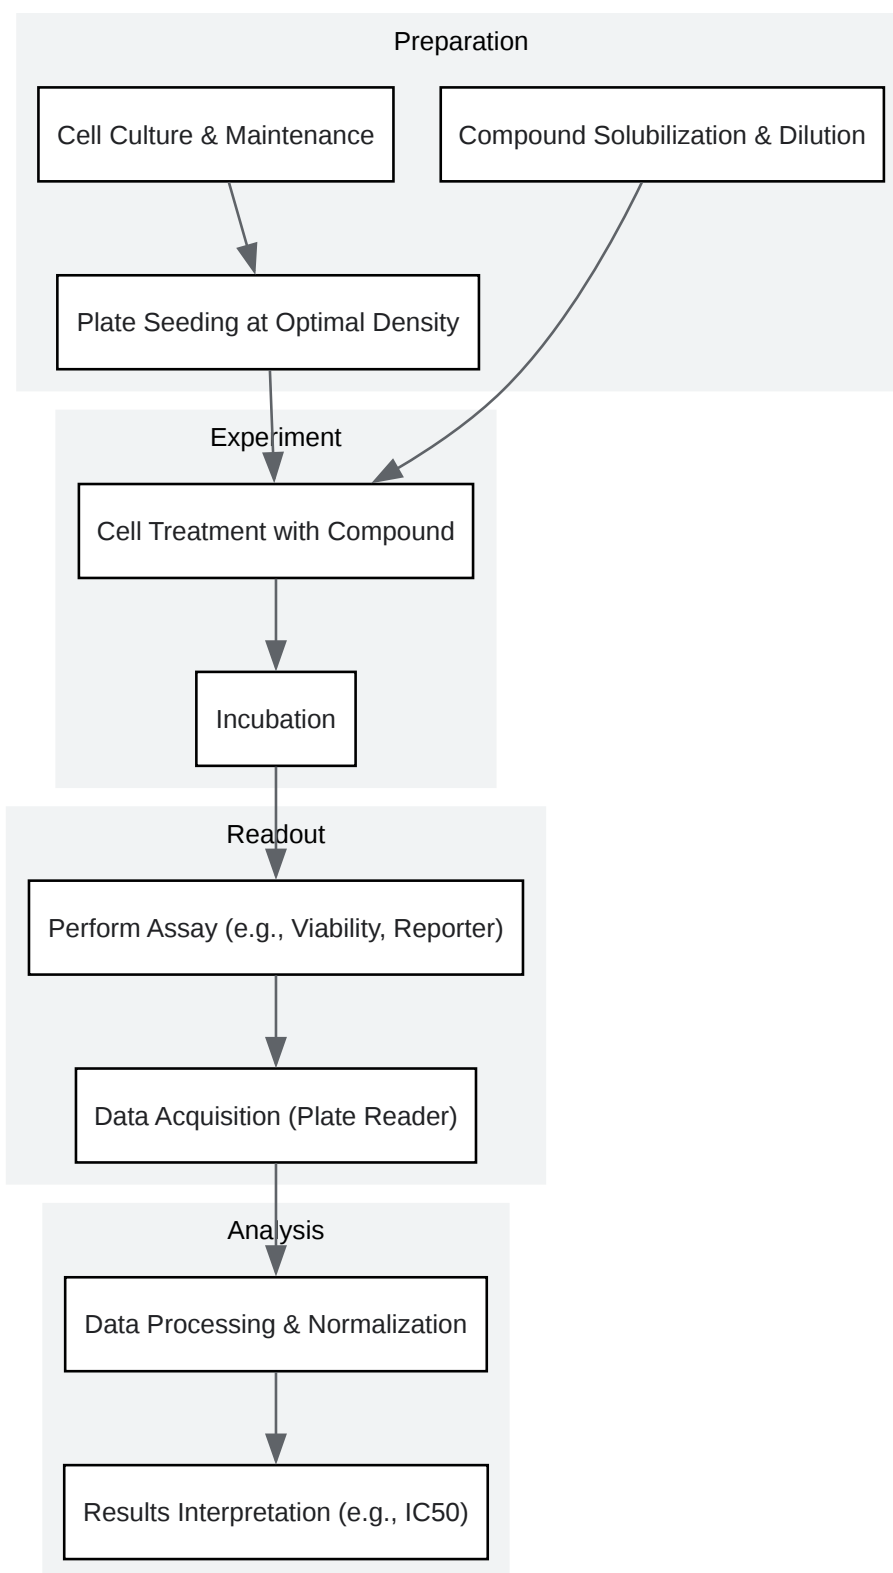 Preparation
Cell Culture & Maintenance
Compound Solubilization & Dilution
Plate Seeding at Optimal Density
Experiment
Cell Treatment with Compound
Incubation
Readout
Perform Assay (e.g., Viability, Reporter)
Data Acquisition (Plate Reader)
Analysis
Data Processing & Normalization
Results Interpretation (e.g., IC50)